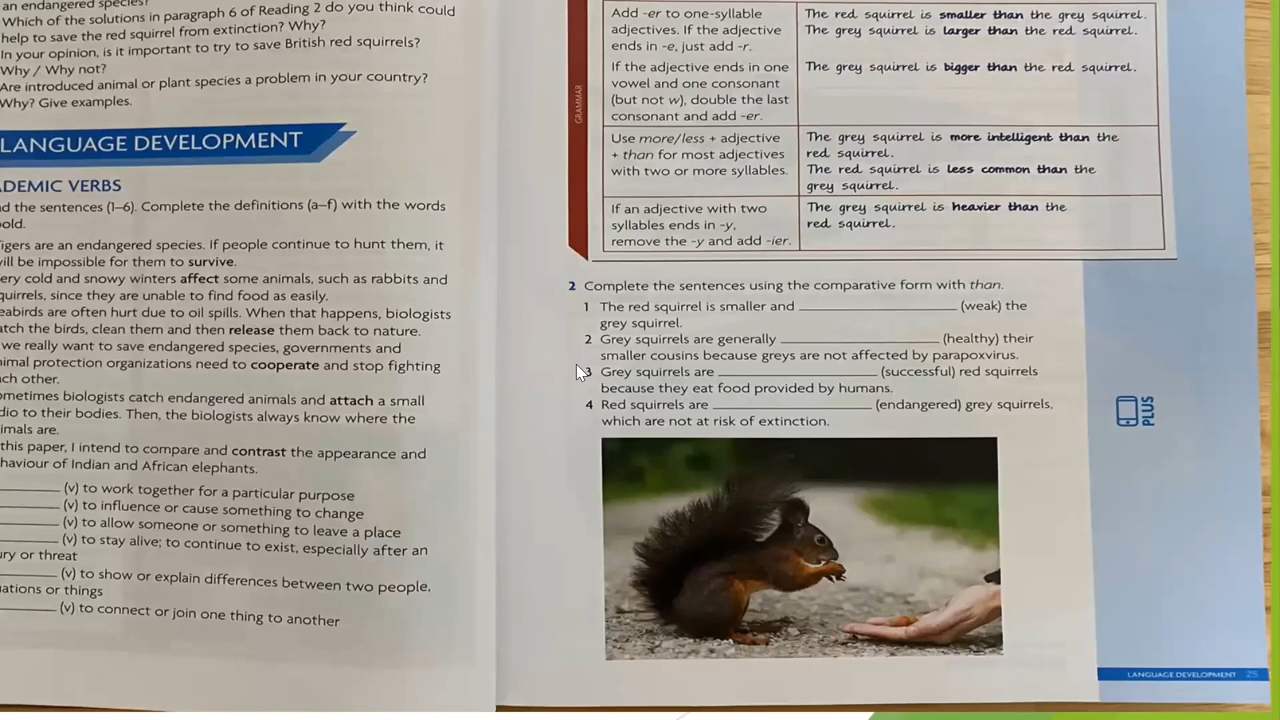 an endangered species?
Which of the solutions in paragraph 6 of Reading 2 do you think could
help to save the red squirrel from extinction? Why?
In your opinion, is it important to try to save British red squirrels?
Why / Why not?
Are introduced animal or plant species a problem in your country?
Why? Give examples.
LANGUAGE DEVELOPMENT
DEMIC VERBS
d the sentences (1–6). Complete the definitions (a–f) with the words
old.
igers are an endangered species. If people continue to hunt them, it
ill be impossible for them to survive.
ery cold and snowy winters affect some animals, such as rabbits and
quirrels, since they are unable to find food as easily.
eabirds are often hurt due to oil spills. When that happens, biologists
atch the birds, clean them and then release them back to nature.
we really want to save endangered species, governments and
nimal protection organizations need to cooperate and stop fighting
ch other.
ometimes biologists catch endangered animals and attach a small
dio to their bodies. Then, the biologists always know where the
imals are.
this paper, I intend to compare and contrast the appearance and
haviour of Indian and African elephants.
(v) to work together for a particular purpose
(v) to influence or cause something to change
(v) to allow someone or something to leave a place
(v) to stay alive; to continue to exist, especially after an
ury or threat
(v) to show or explain differences between two people,
uations or things
(v) to connect or join one thing to another
GRAMMAR
Add -er to one-syllable
adjectives. If the adjective
ends in -e, just add -r.
The red squirrel is smaller than the grey squirrel.
The grey squirrel is larger than the red squirrel.
If the adjective ends in one
vowel and one consonant
(but not w), double the last
consonant and add -er.
The grey squirrel is bigger than the red squirrel.
Use more/less + adjective
+ than for most adjectives
with two or more syllables.
The grey squirrel is more intelligent than the
red squirrel.
The red squirrel is less common than the
grey squirrel.
If an adjective with two
syllables ends in -y,
remove the -y and add -ier.
The grey squirrel is heavier than the
red squirrel.
2 Complete the sentences using the comparative form with than.
1 The red squirrel is smaller and ____________ (weak) the
grey squirrel.
2 Grey squirrels are generally ____________ (healthy) their
smaller cousins because greys are not affected by parapoxvirus.
3 Grey squirrels are ____________ (successful) red squirrels
because they eat food provided by humans.
4 Red squirrels are ____________ (endangered) grey squirrels,
which are not at risk of extinction.
PLUS
LANGUAGE DEVELOPMENT 25